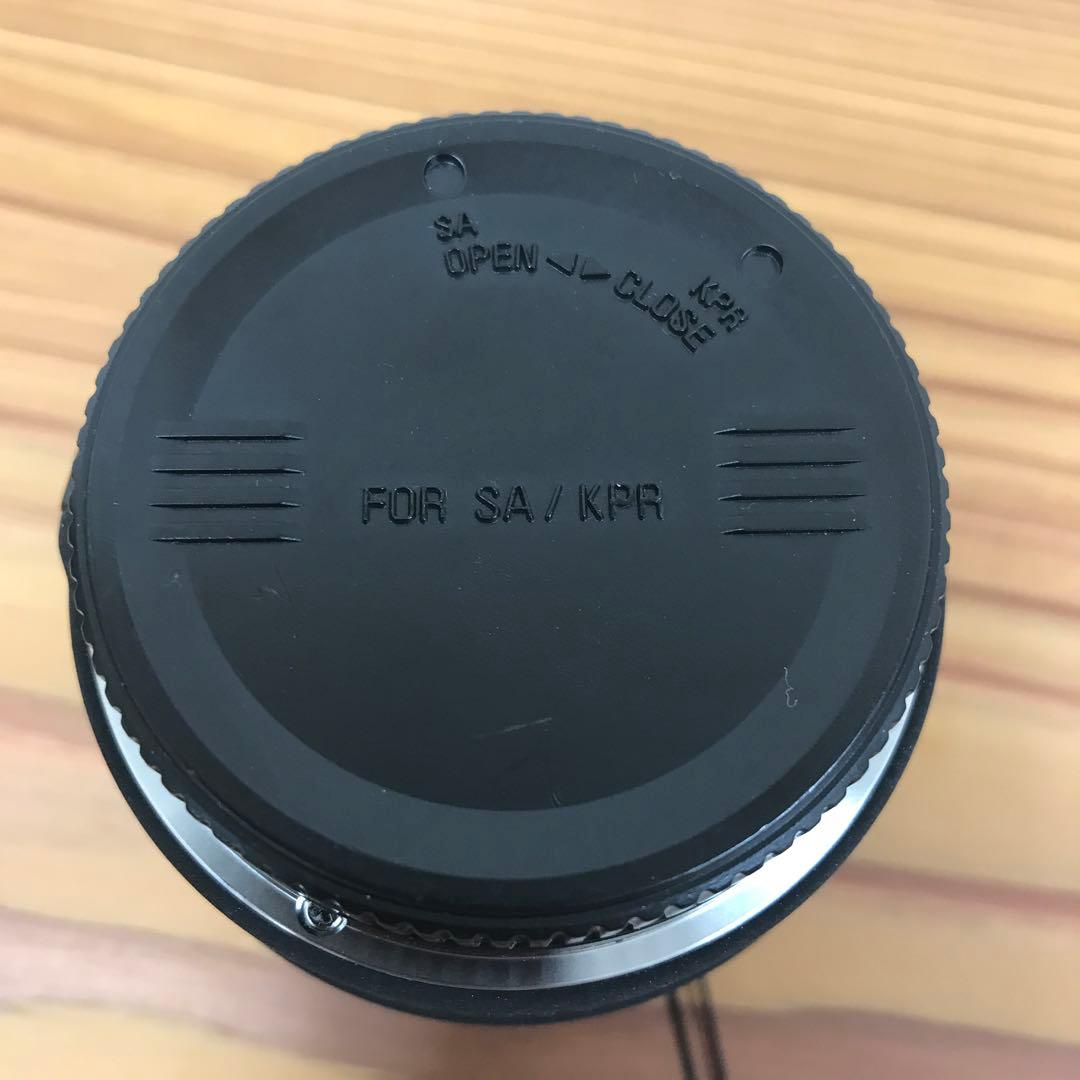 SA
KPR
OPEN ◁▶ CLOSE
FOR SA / KPR